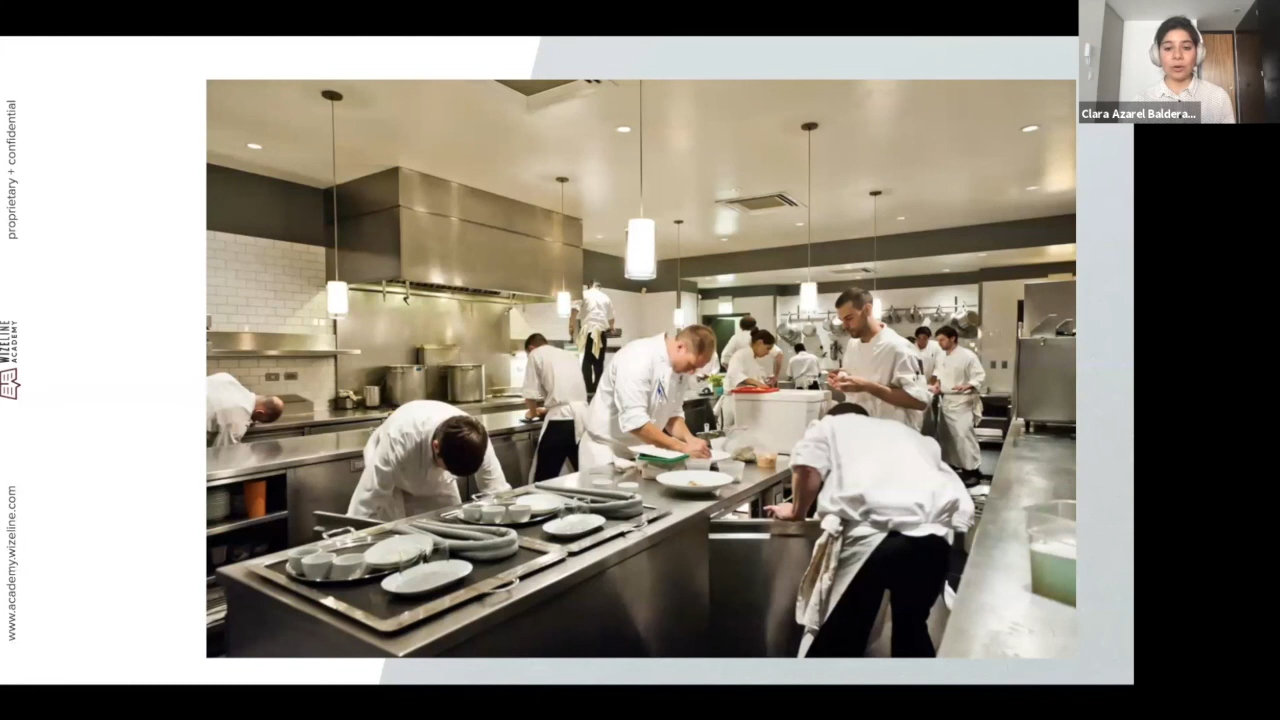 proprietary + confidential
WIZELINE
ACADEMY
www.academy.wizeline.com
Clara Azarel Baldera...